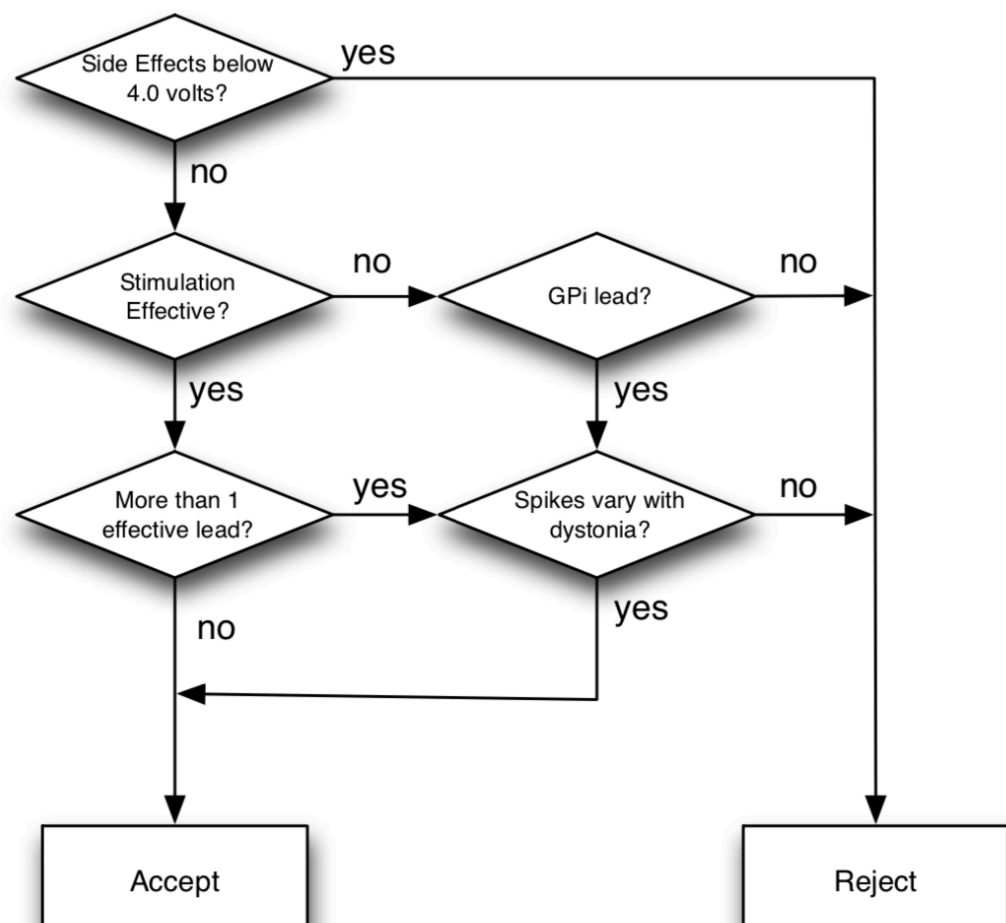 Side Effects below
4.0 volts?
yes
no
Stimulation
Effective?
no
GPi lead?
no
yes
yes
More than 1
effective lead?
yes
Spikes vary with
dystonia?
no
no
yes
Accept
Reject